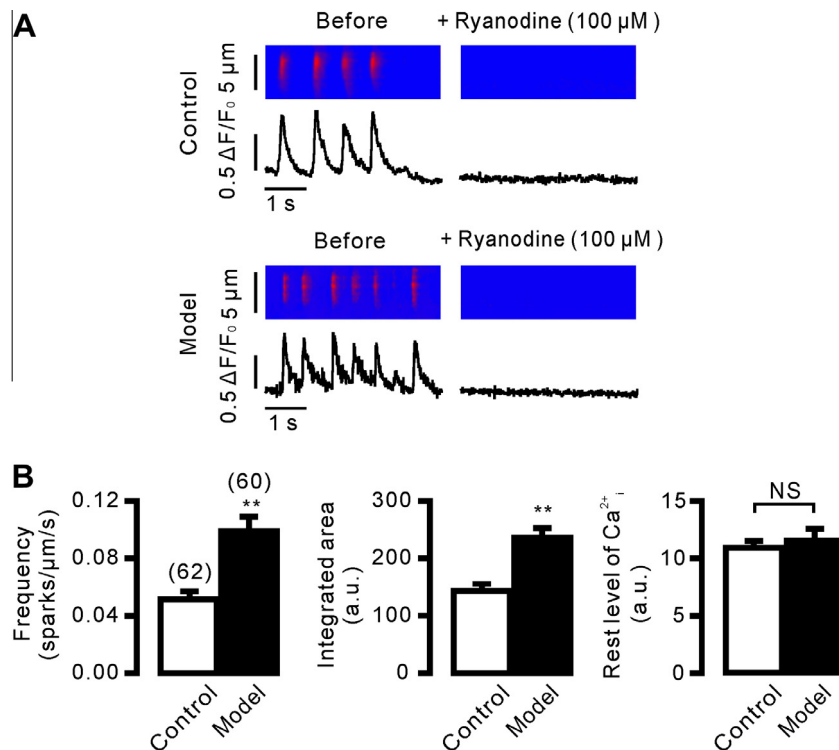 A
Before
+ Ryanodine (100 µM )
Control
0.5 ΔF/F₀ 5 µm
1 s
Before
+ Ryanodine (100 µM )
Model
0.5 ΔF/F₀ 5 µm
1 s
B
Frequency
(sparks/µm/s)
0.12
0.08
0.04
0.00
(62)
(60)
**
Control
Model
Integrated area
(a.u.)
300
200
100
0
**
Control
Model
Rest level of Ca²⁺ᵢ
(a.u.)
15
10
5
0
NS
Control
Model